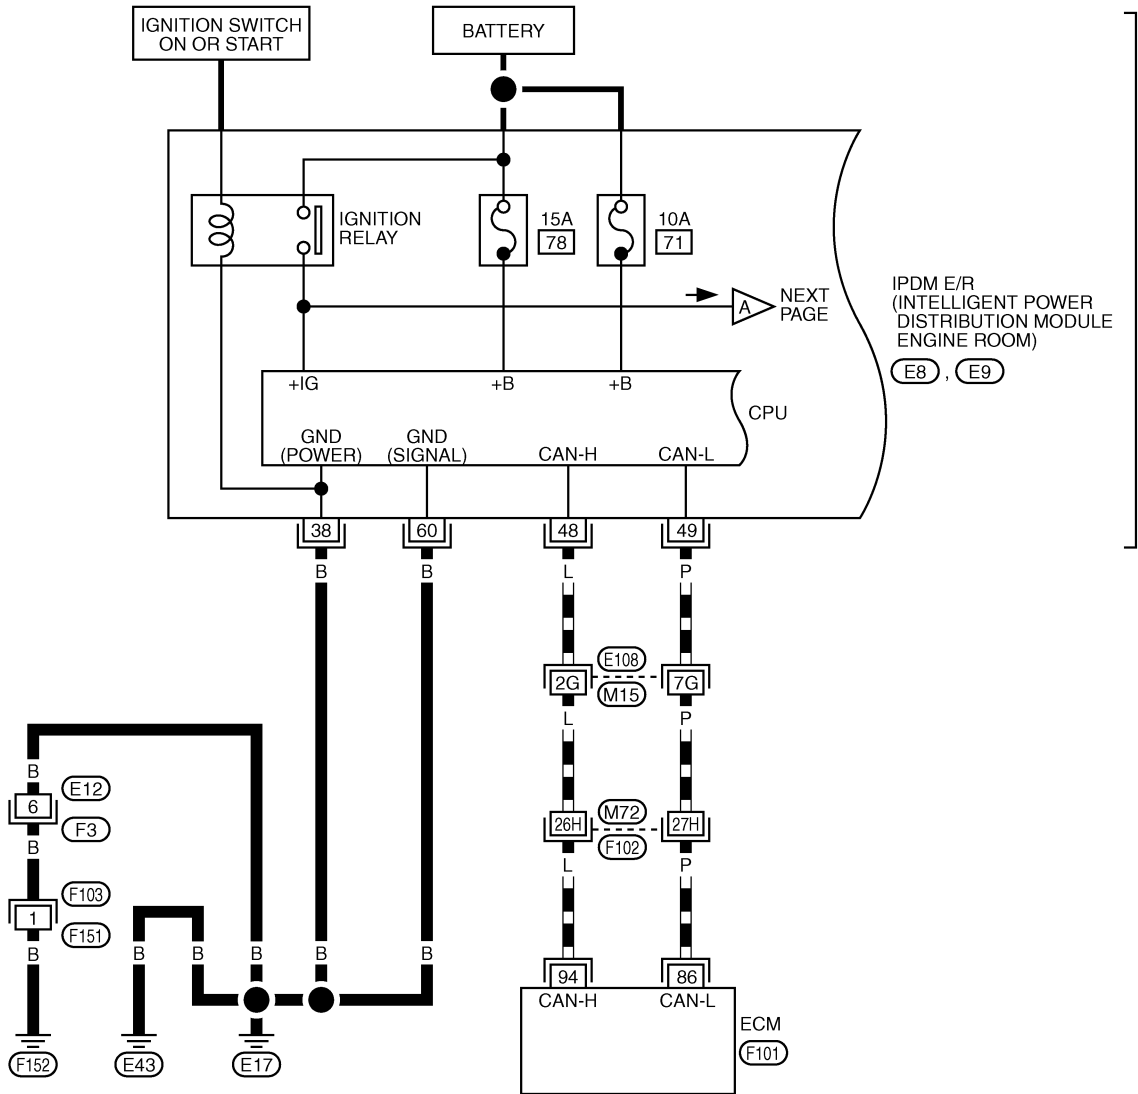 IGNITION SWITCH
ON OR START
BATTERY
IGNITION
RELAY
15A
78
10A
71
A
NEXT
PAGE
IPDM E/R
(INTELLIGENT POWER
DISTRIBUTION MODULE
ENGINE ROOM)
E8 , E9
+IG
+B
+B
CPU
GND
(POWER)
GND
(SIGNAL)
CAN-H
CAN-L
38
60
48
49
B
B
L
P
E108
2G
7G
M15
L
P
B
6
E12
F3
B
M72
26H
27H
F102
L
P
F103
1
F151
B
B
B
B
B
B
94
86
CAN-H
CAN-L
ECM
F101
F152
E43
E17